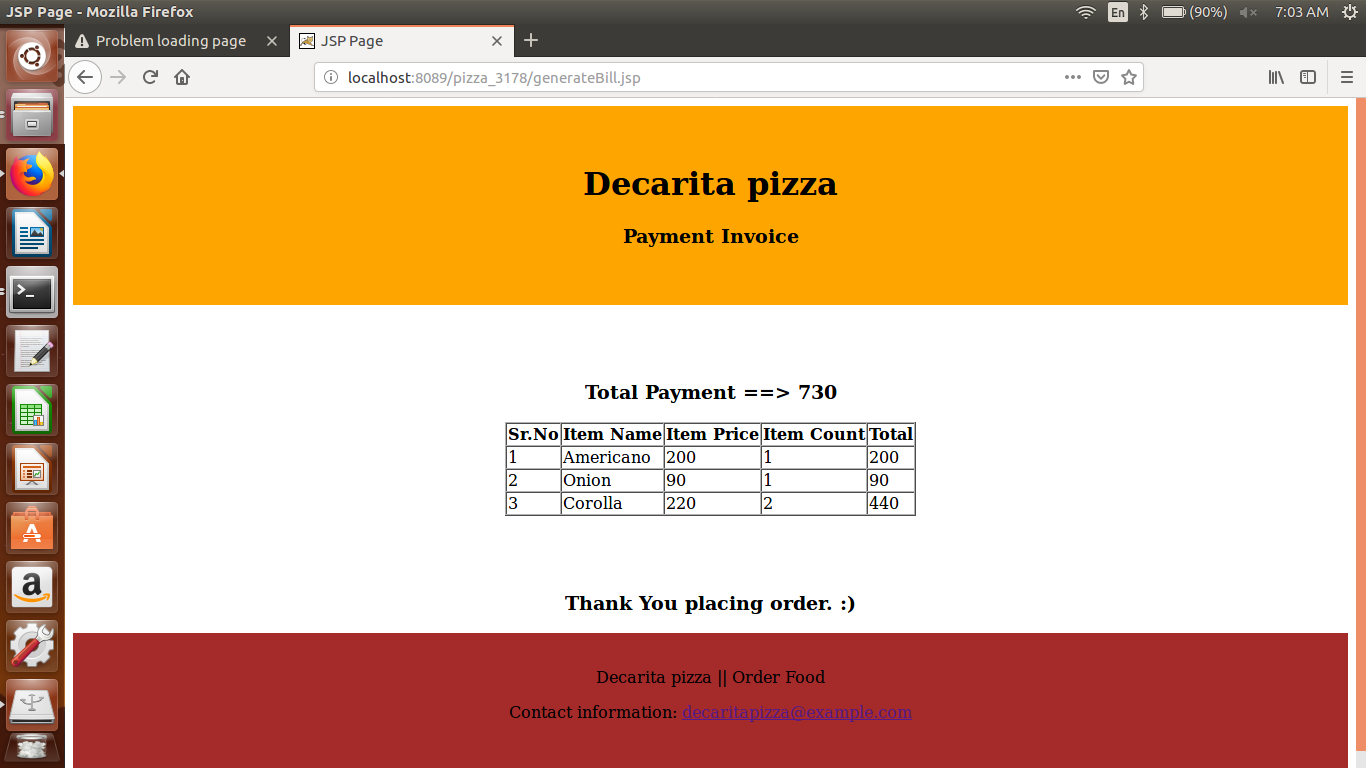 JSP Page - Mozilla Firefox
En
(90%)
7:03 AM
Problem loading page
JSP Page
localhost:8089/pizza_3178/generateBill.jsp
Decarita pizza
Payment Invoice
Total Payment ==> 730
Sr.No Item Name Item Price Item Count Total
1 Americano 200 1 200
2 Onion 90 1 90
3 Corolla 220 2 440
Thank You placing order. :)
Decarita pizza || Order Food
Contact information: decaritapizza@example.com